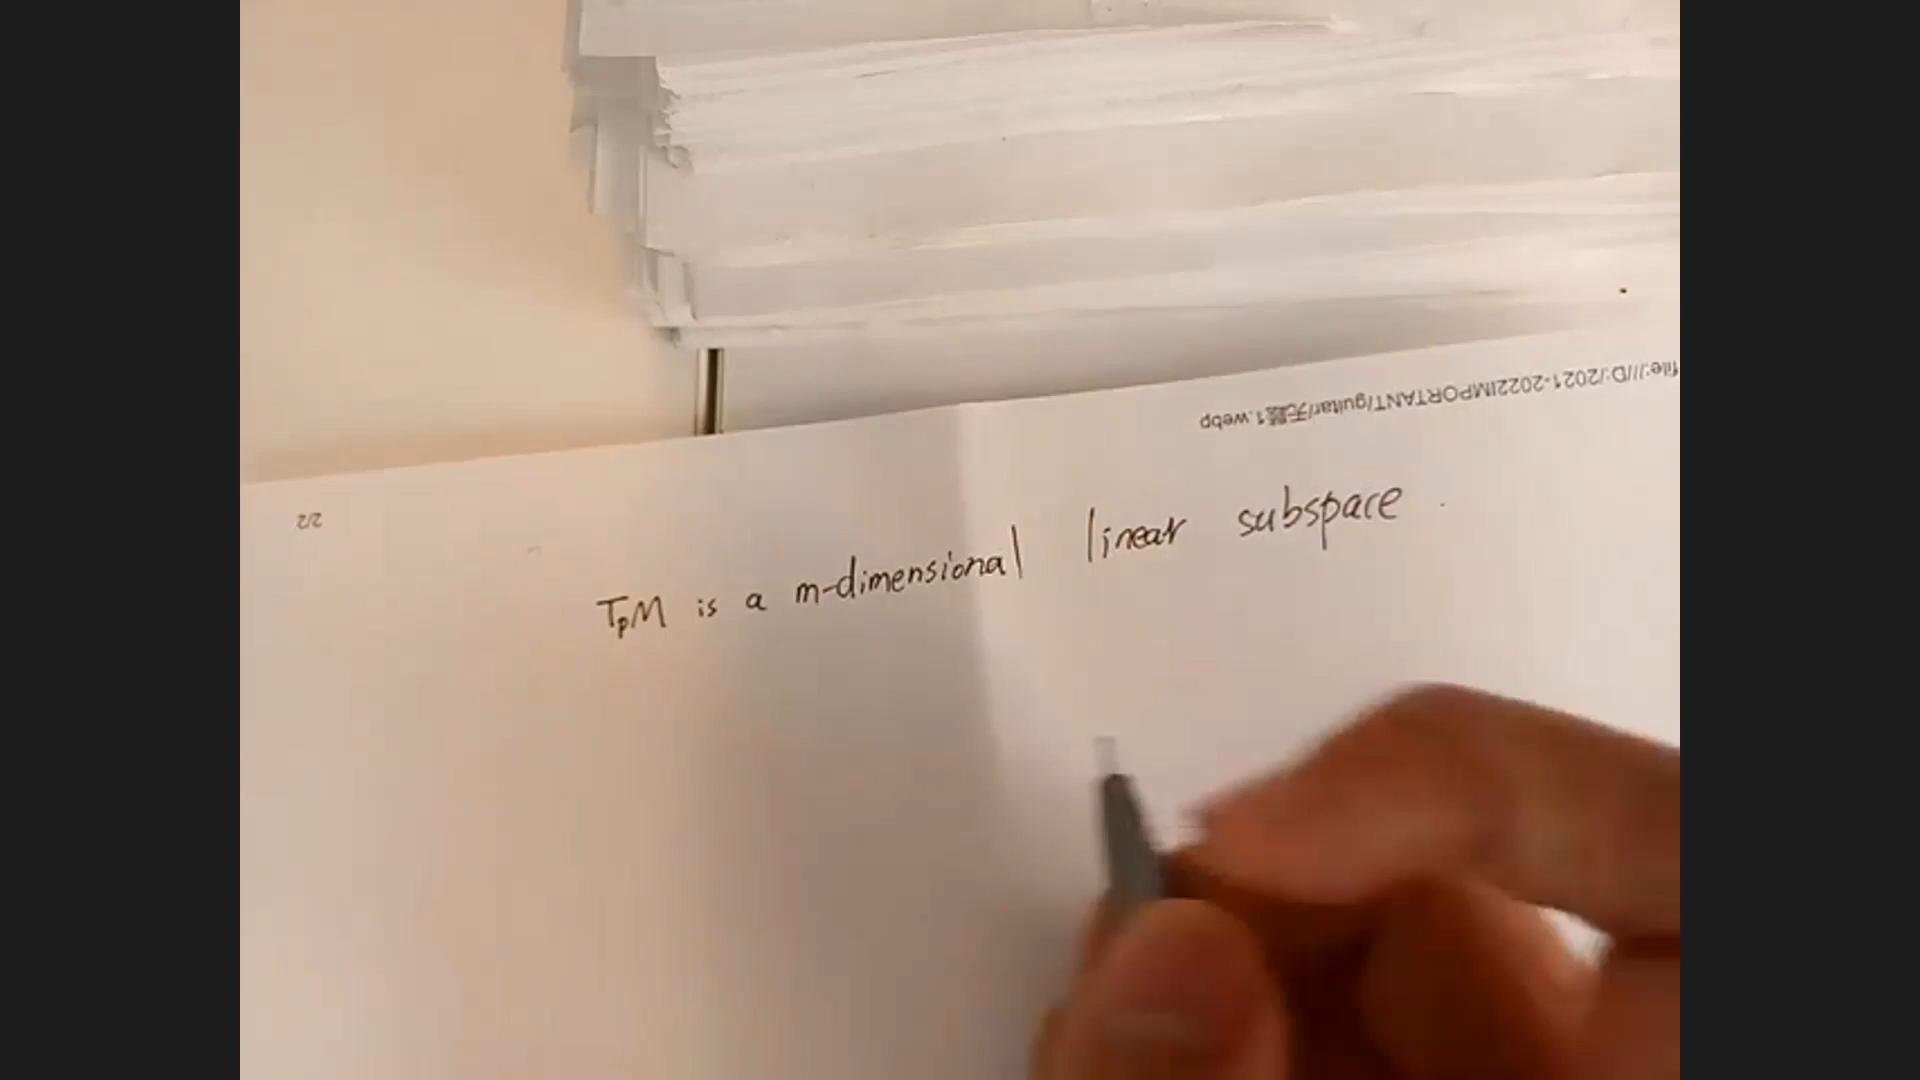 file:///D:/2021-2022IMPORTANT/guitar/无题1.webp
2/2
TpM is a m-dimensional linear subspace.